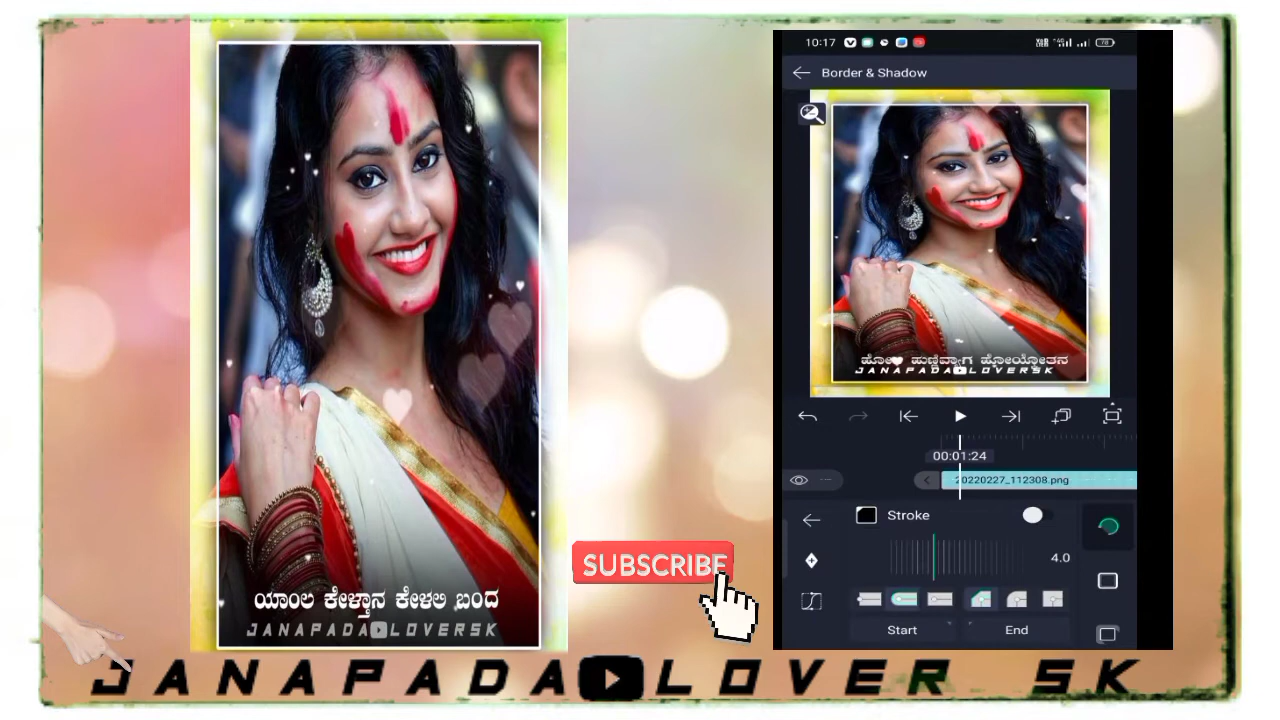 ಯಾಂಲ ಕೇಳ್ತಾನ ಕೇಳಲಿ ಬಂದ
JANAPADA LOVERSK
SUBSCRIBE
10:17
Border & Shadow
ಹುಣ್ಣಿವ್ಯಾಗ ಹೋಯ್ಯೋತನ
JANAPADA LOVERSK
00:01:24
20220227_112308.png
Stroke
4.0
Start End
JANAPADA LOVER SK